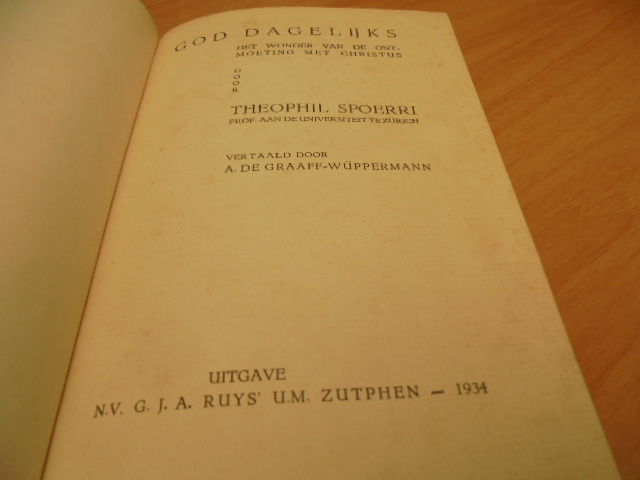 GOD DAGELIJKS
HET WONDER VAN DE ONT-
MOETING MET CHRISTUS
DOOR
THEOPHIL SPOERRI
PROF. AAN DE UNIVERSITEIT TE ZÜRICH
VERTAALD DOOR
A. DE GRAAFF-WÜPPERMANN
UITGAVE
N.V. G. J. A. RUYS' U.M. ZUTPHEN – 1934